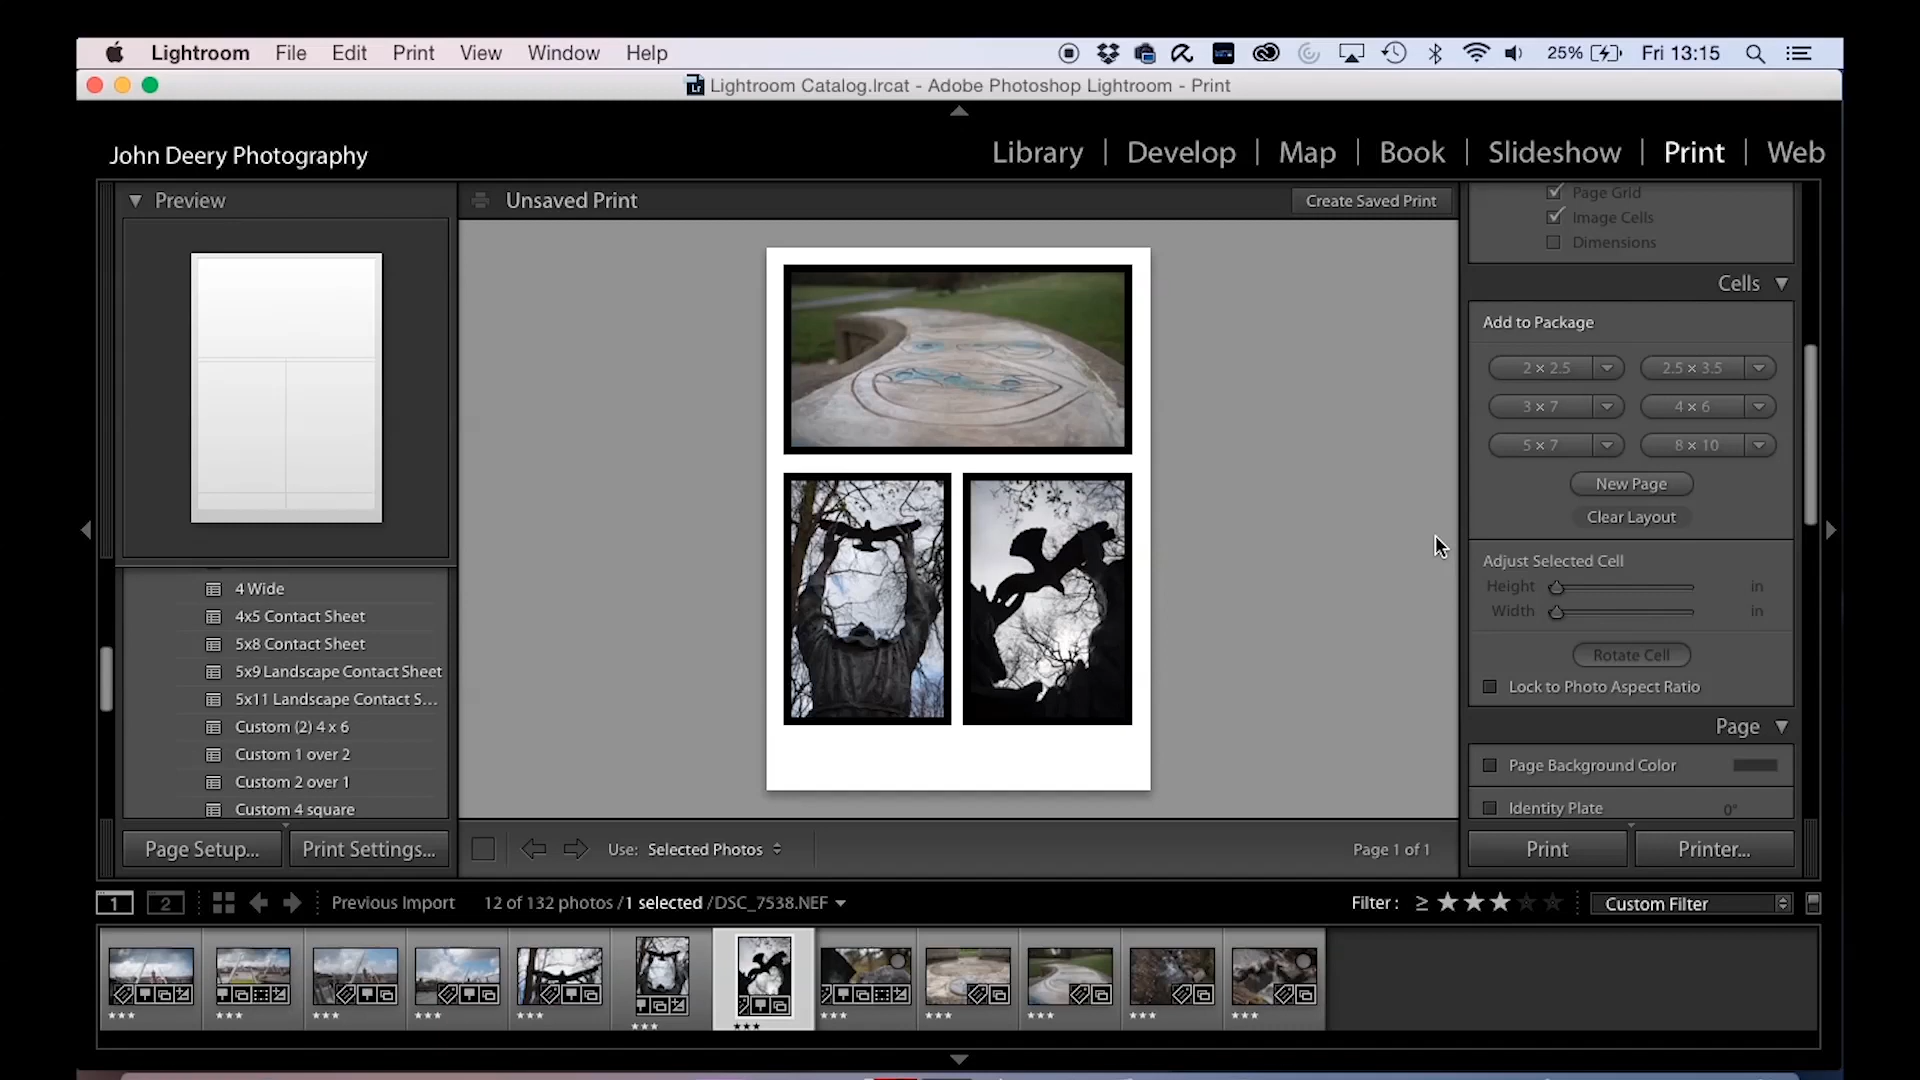 Lightroom File Edit Print View Window Help 25% Fri 13:15
Lightroom Catalog.lrcat - Adobe Photoshop Lightroom - Print
John Deery Photography
Library | Develop | Map | Book | Slideshow | Print | Web
Preview
Unsaved Print
Create Saved Print
Page Grid
Image Cells
Dimensions
Cells
Add to Package
2 × 2.5
2.5 × 3.5
3 × 7
4 × 6
5 × 7
8 × 10
New Page
Clear Layout
Adjust Selected Cell
Height in
Width in
Rotate Cell
Lock to Photo Aspect Ratio
Page
Page Background Color
Identity Plate 0°
4 Wide
4x5 Contact Sheet
5x8 Contact Sheet
5x9 Landscape Contact Sheet
5x11 Landscape Contact S...
Custom (2) 4 x 6
Custom 1 over 2
Custom 2 over 1
Custom 4 square
Page Setup...
Print Settings...
Use: Selected Photos
Page 1 of 1
Print
Printer...
1 2 Previous Import 12 of 132 photos / 1 selected / DSC_7538.NEF
Filter : ≥ ★★★
Custom Filter